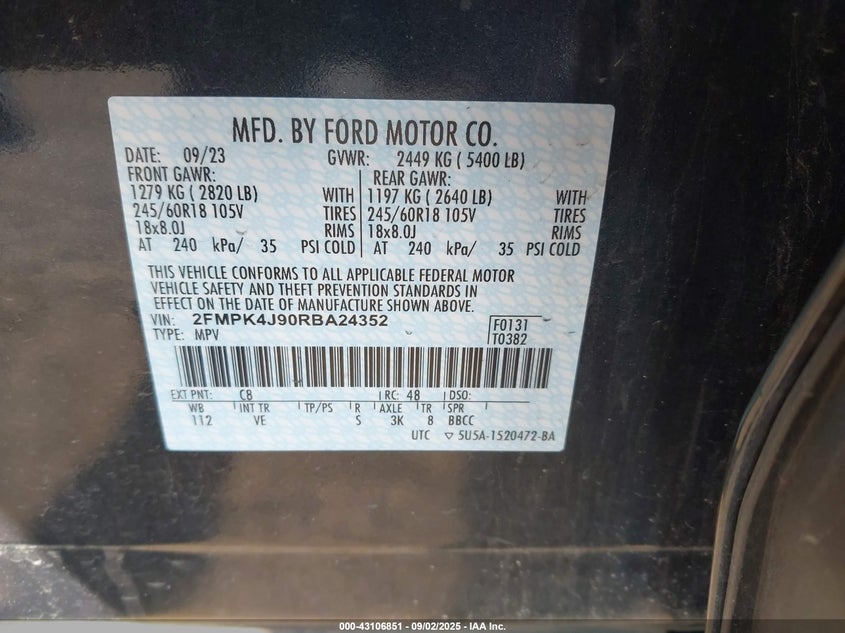 MFD. BY FORD MOTOR CO.
DATE: 09/23 GVWR: 2449 KG ( 5400 LB)
FRONT GAWR: REAR GAWR:
1279 KG ( 2820 LB) WITH 1197 KG ( 2640 LB) WITH
245/60R18 105V TIRES 245/60R18 105V TIRES
18x8.0J RIMS 18x8.0J RIMS
AT 240 kPa/ 35 PSI COLD AT 240 kPa/ 35 PSI COLD
THIS VEHICLE CONFORMS TO ALL APPLICABLE FEDERAL MOTOR
VEHICLE SAFETY AND THEFT PREVENTION STANDARDS IN
EFFECT ON THE DATE OF MANUFACTURE SHOWN ABOVE.
VIN: 2FMPK4J90RBA24352 F0131
TYPE: MPV T0382
EXT PNT: C8 RC: 48 DSO:
WB INT TR TP/PS R AXLE TR SPR
112 VE S 3K 8 BBCC
UTC ▽ 5U5A-1520472-BA
000-43106851 - 09/02/2025 - IAA Inc.